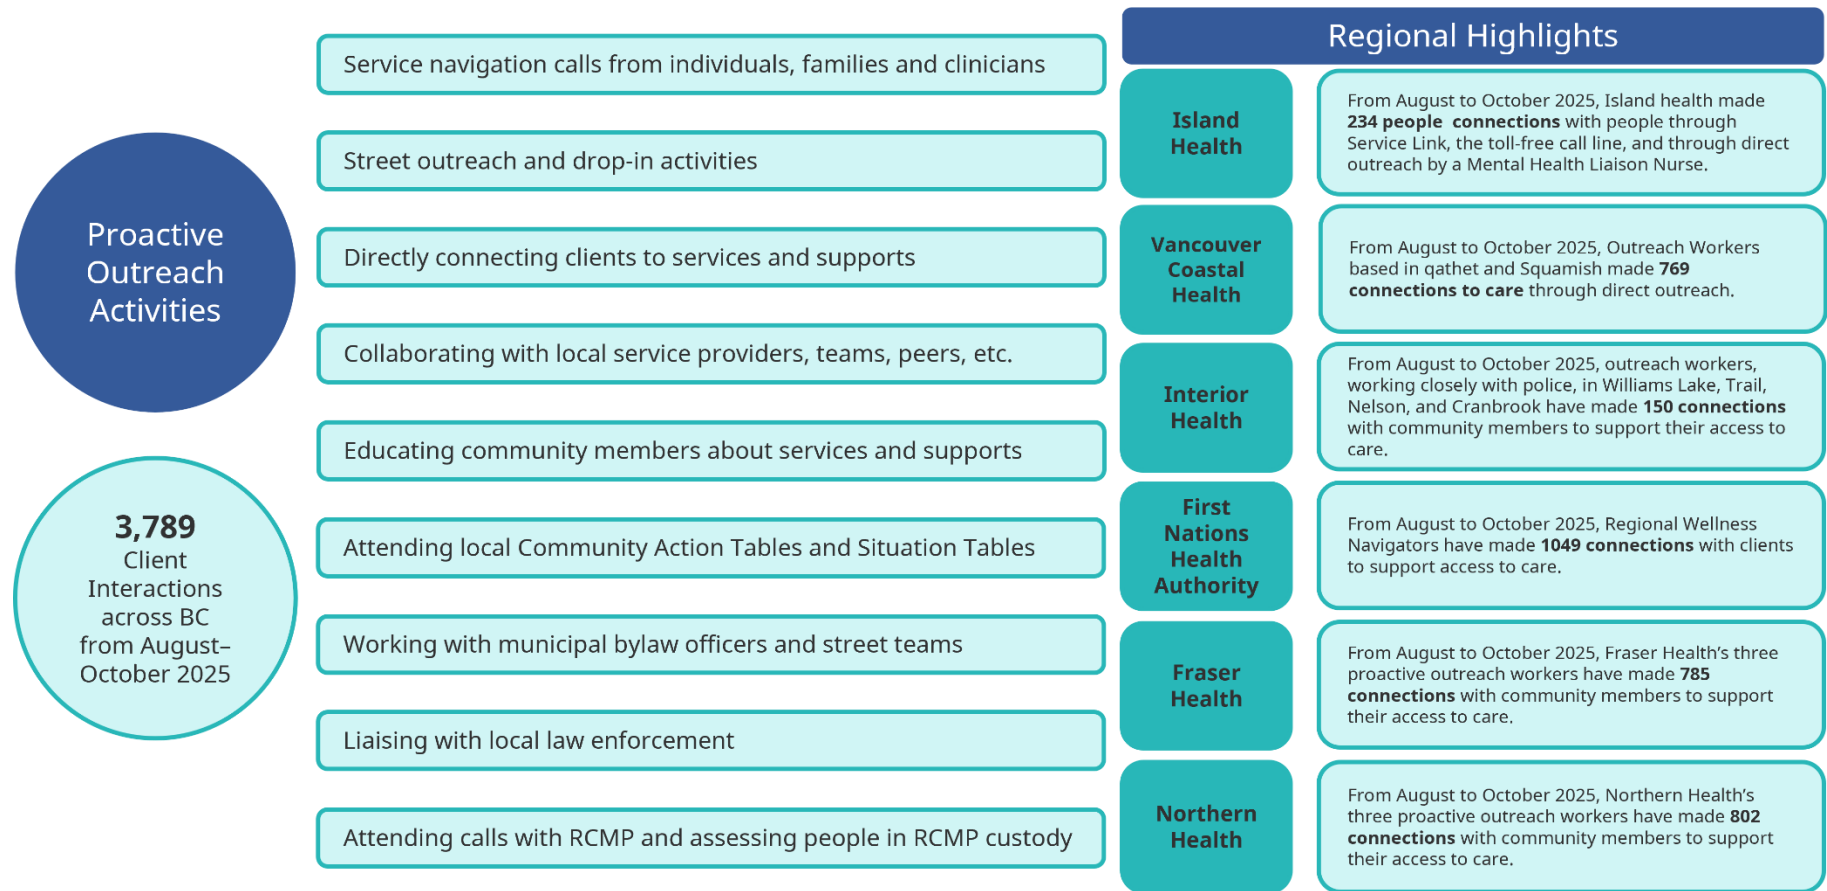 Proactive
Outreach
Activities
3,789
Client
Interactions
across BC
from August–
October 2025
Service navigation calls from individuals, families and clinicians
Street outreach and drop-in activities
Directly connecting clients to services and supports
Collaborating with local service providers, teams, peers, etc.
Educating community members about services and supports
Attending local Community Action Tables and Situation Tables
Working with municipal bylaw officers and street teams
Liaising with local law enforcement
Attending calls with RCMP and assessing people in RCMP custody
Regional Highlights
Island
Health
From August to October 2025, Island health made
234 people  connections with people through
Service Link, the toll-free call line, and through direct
outreach by a Mental Health Liaison Nurse.
Vancouver
Coastal
Health
From August to October 2025, Outreach Workers
based in qathet and Squamish made 769
connections to care through direct outreach.
Interior
Health
From August to October 2025, outreach workers,
working closely with police, in Williams Lake, Trail,
Nelson, and Cranbrook have made 150 connections
with community members to support their access to
care.
First
Nations
Health
Authority
From August to October 2025, Regional Wellness
Navigators have made 1049 connections with clients
to support access to care.
Fraser
Health
From August to October 2025, Fraser Health’s three
proactive outreach workers have made 785
connections with community members to support
their access to care.
Northern
Health
From August to October 2025, Northern Health’s
three proactive outreach workers have made 802
connections with community members to support
their access to care.